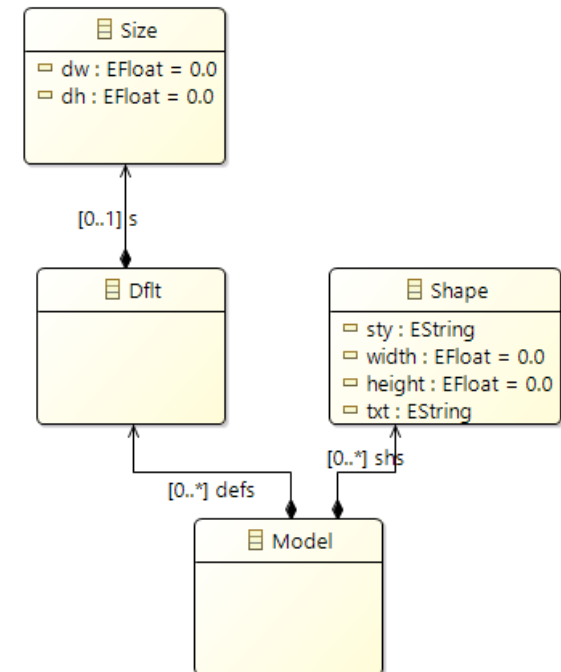 Size
dw : EFloat = 0.0
dh : EFloat = 0.0
[0..1] s
Dflt
Shape
sty : EString
width : EFloat = 0.0
height : EFloat = 0.0
txt : EString
[0..*] defs
[0..*] shs
Model